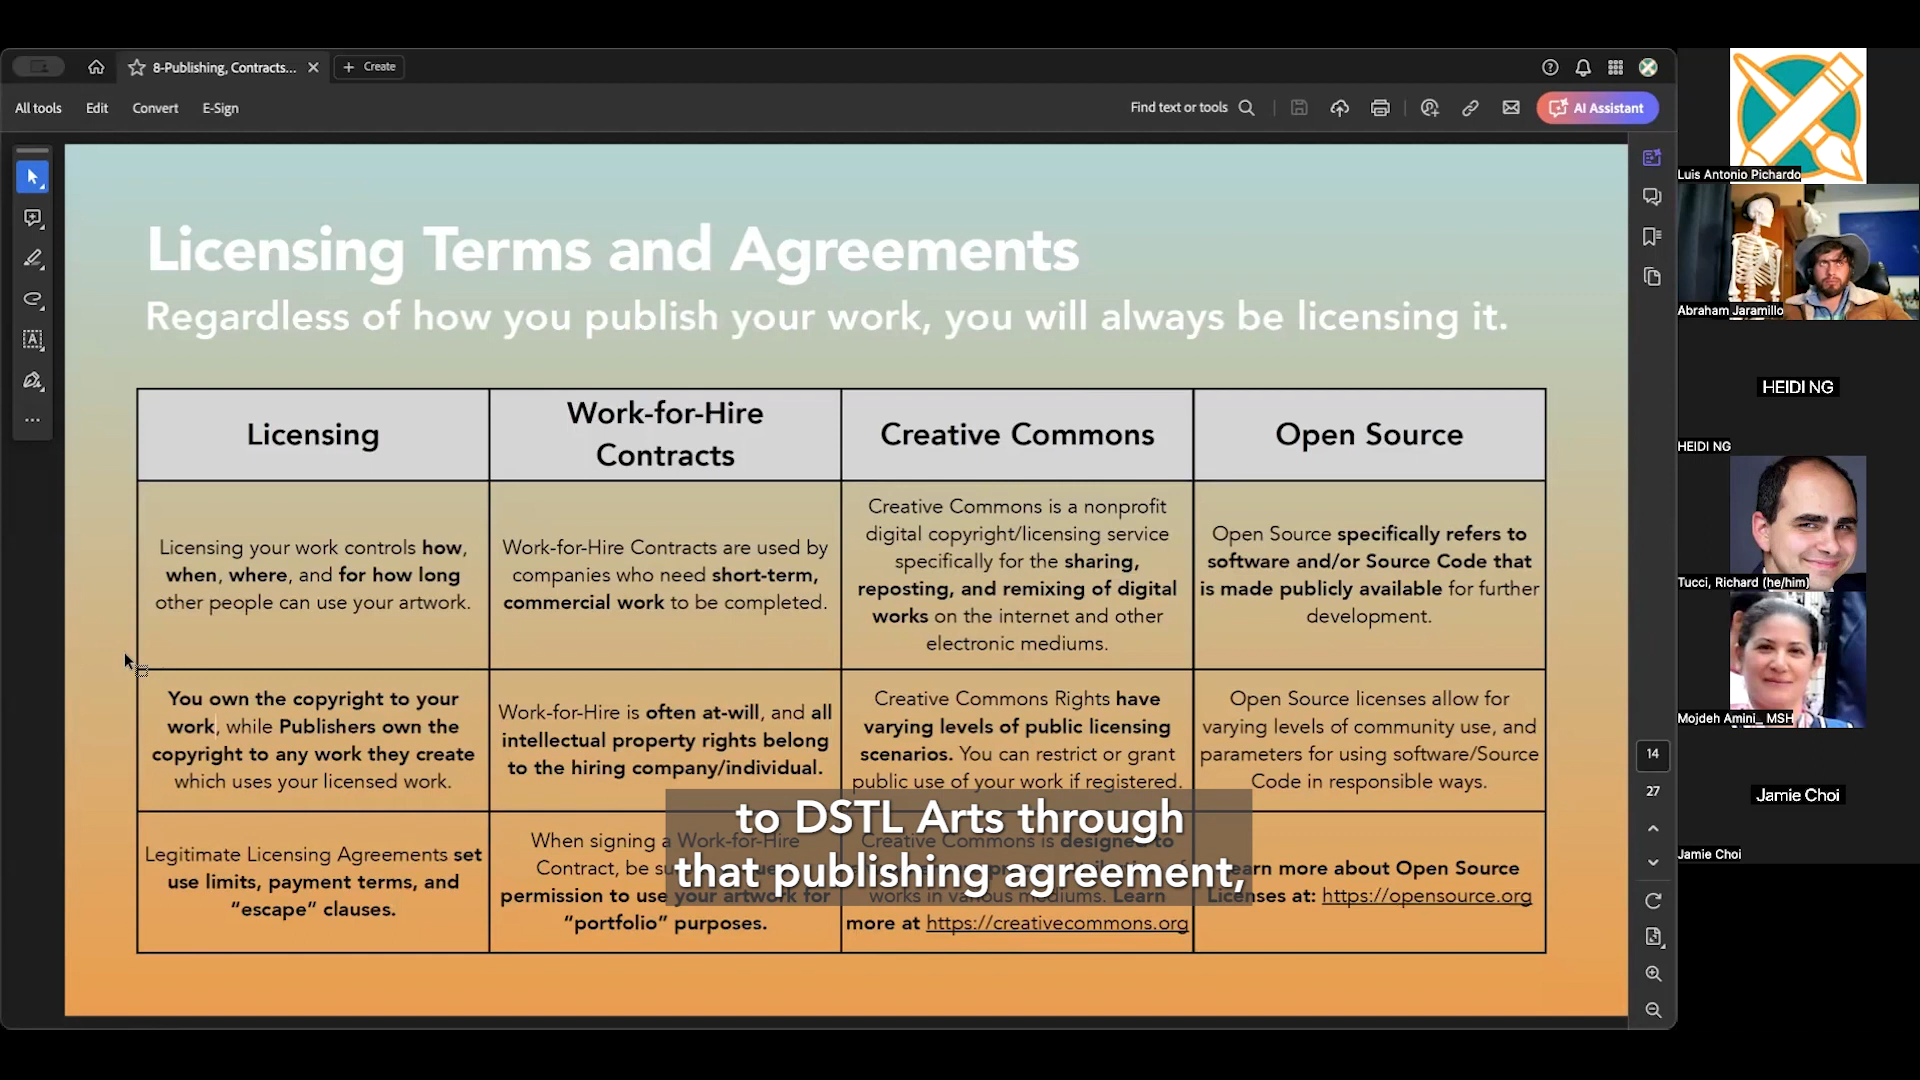 8-Publishing, Contracts...
Create
All tools
Edit
Convert
E-Sign
Find text or tools
AI Assistant
Licensing Terms and Agreements
Regardless of how you publish your work, you will always be licensing it.
Licensing
Work-for-Hire
Contracts
Creative Commons
Open Source
Licensing your work controls how,
when, where, and for how long
other people can use your artwork.
Work-for-Hire Contracts are used by
companies who need short-term,
commercial work to be completed.
Creative Commons is a nonprofit
digital copyright/licensing service
specifically for the sharing,
reposting, and remixing of digital
works on the internet and other
electronic mediums.
Open Source specifically refers to
software and/or Source Code that
is made publicly available for further
development.
You own the copyright to your
work, while Publishers own the
copyright to any work they create
which uses your licensed work.
Work-for-Hire is often at-will, and all
intellectual property rights belong
to the hiring company/individual.
Creative Commons Rights have
varying levels of public licensing
scenarios. You can restrict or grant
public use of your work if registered.
Open Source licenses allow for
varying levels of community use, and
parameters for using software/Source
Code in responsible ways.
Legitimate Licensing Agreements set
use limits, payment terms, and
“escape” clauses.
When signing a Work-for-Hire
Contract, be
permission to use your artwork for
“portfolio” purposes.
Creative Commons is designed to
works in various mediums. Learn
more at https://creativecommons.org
Learn more about Open Source
Licenses at: https://opensource.org
to DSTL Arts through
that publishing agreement,
14
27
Luis Antonio Pichardo
Abraham Jaramillo
HEIDI NG
HEIDI NG
Tucci, Richard (he/him)
Mojdeh Amini_ MSH
Jamie Choi
Jamie Choi